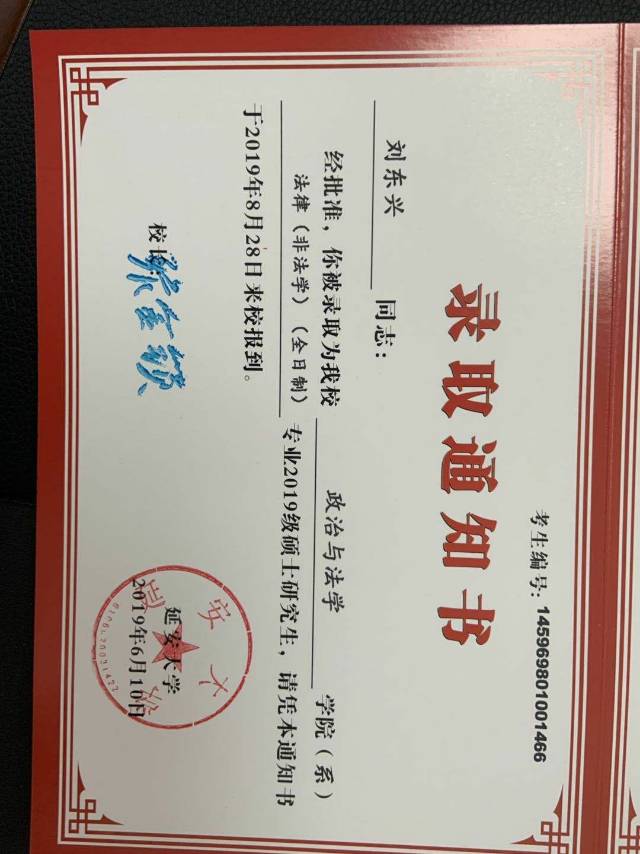 考生编号: 145969801001466
录取通知书
刘东兴 同志:
经批准，你被录取为我校 政治与法学 学院（系）
法律（非法学）（全日制） 专业2019级硕士研究生，请凭本通知书
于2019年8月28日来校报到。
校长:
延安大学
2019年6月10日